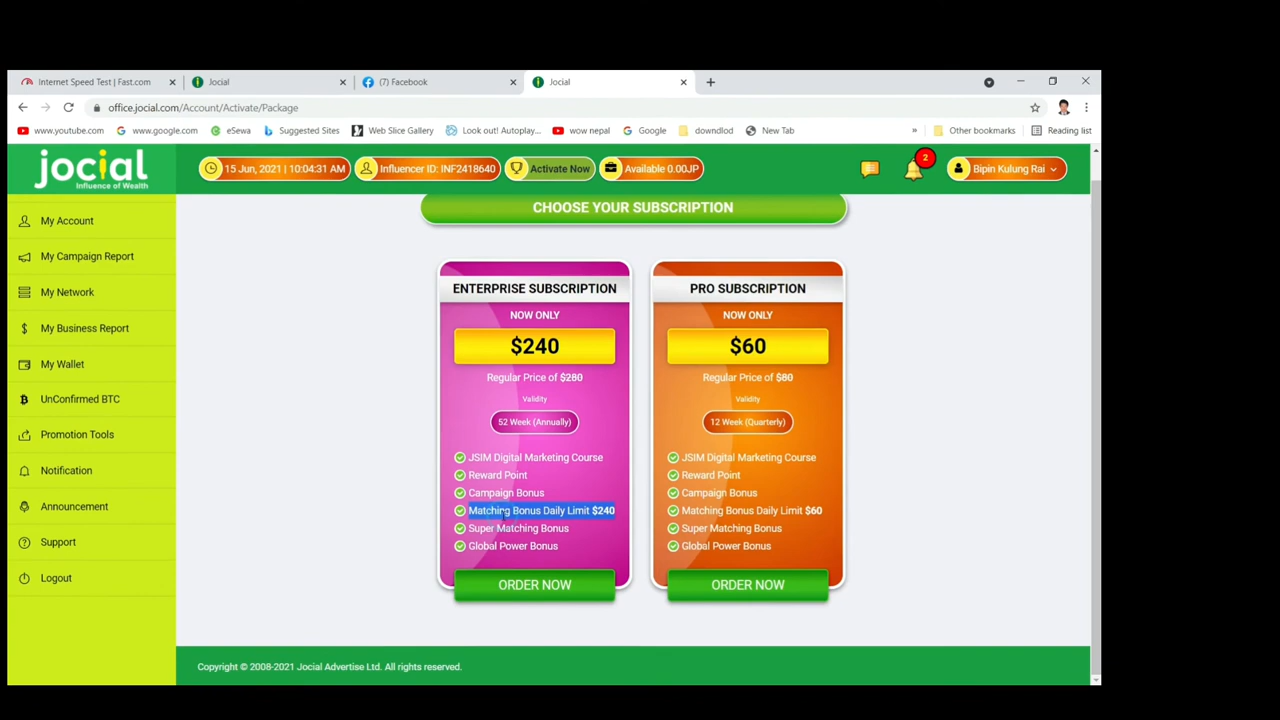 Internet Speed Test | Fast.com
Jocial
(7) Facebook
Jocial
office.jocial.com/Account/Activate/Package
www.youtube.com
www.google.com
eSewa
Suggested Sites
Web Slice Gallery
Look out! Autoplay...
wow nepal
Google
downlod
New Tab
»
Other bookmarks
Reading list
jocial
Influence of Wealth
15 Jun, 2021 | 10:04:31 AM
Influencer ID: INF2418640
Activate Now
Available 0.00JP
2
Bipin Kulung Rai
My Account
My Campaign Report
My Network
My Business Report
My Wallet
UnConfirmed BTC
Promotion Tools
Notification
Announcement
Support
Logout
CHOOSE YOUR SUBSCRIPTION
ENTERPRISE SUBSCRIPTION
NOW ONLY
$240
Regular Price of $280
Validity
52 Week (Annually)
JSIM Digital Marketing Course
Reward Point
Campaign Bonus
Matching Bonus Daily Limit $240
Super Matching Bonus
Global Power Bonus
ORDER NOW
PRO SUBSCRIPTION
NOW ONLY
$60
Regular Price of $80
Validity
12 Week (Quarterly)
JSIM Digital Marketing Course
Reward Point
Campaign Bonus
Matching Bonus Daily Limit $60
Super Matching Bonus
Global Power Bonus
ORDER NOW
Copyright © 2008-2021 Jocial Advertise Ltd. All rights reserved.